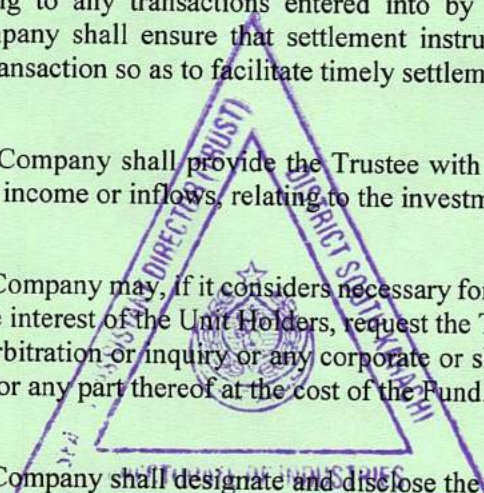 ng to any transactions entered into by
mpany shall ensure that settlement instru
ransaction so as to facilitate timely settlem
Company shall provide the Trustee with
income or inflows, relating to the investm
Company may, if it considers necessary for
e interest of the Unit Holders, request the T
rbitration or inquiry or any corporate or s
or any part thereof at the cost of the Fund.
Company shall designate and disclose the
DIRECTOR (TRUST)
DISTRICT SOUTH KARACHI
OF INDUSTRIES